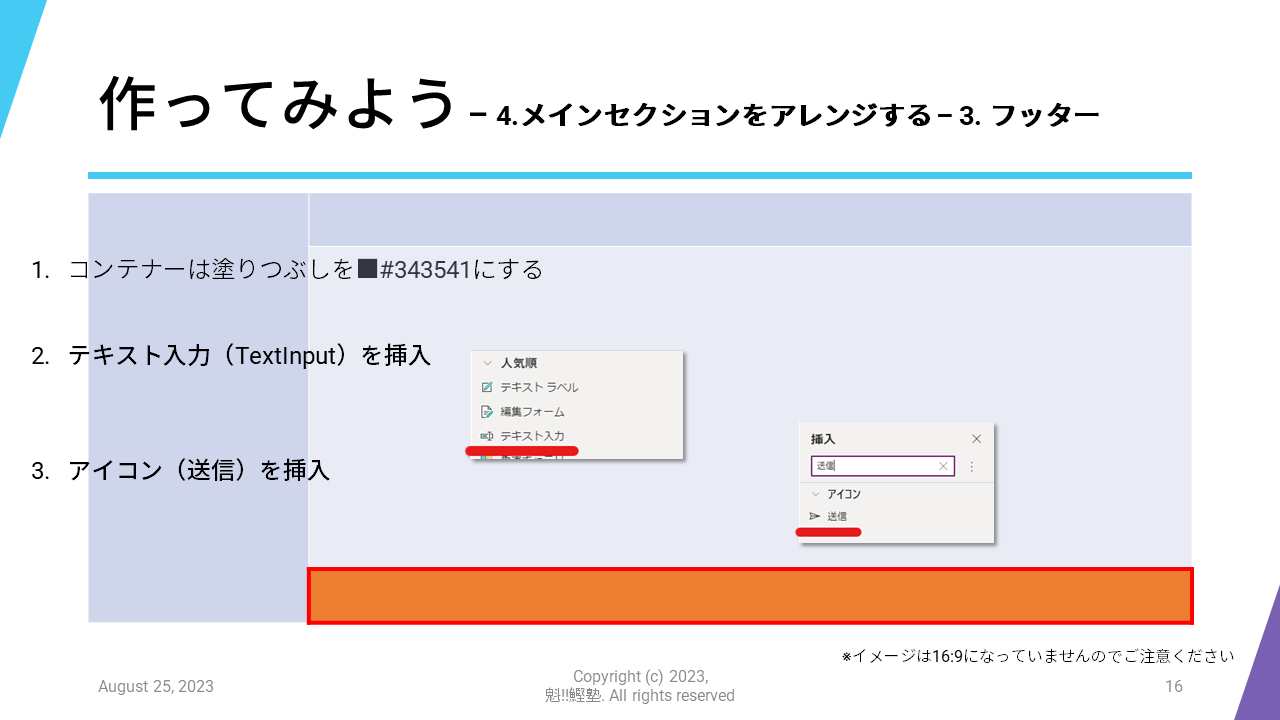 作ってみよう – 4.メインセクションをアレンジする – 3. フッター
1. コンテナーは塗りつぶしを■#343541にする
2. テキスト入力（TextInput）を挿入
人気順
テキスト ラベル
編集フォーム
テキスト入力
3. アイコン（送信）を挿入
挿入
送信
アイコン
送信
※イメージは16:9になっていませんのでご注意ください
August 25, 2023
Copyright (c) 2023,
魁!!鰹塾. All rights reserved
16